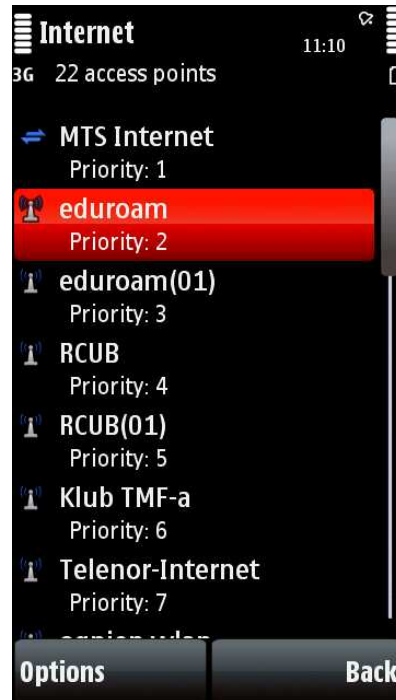 Internet
11:10
3G 22 access points
MTS Internet
Priority: 1
eduroam
Priority: 2
eduroam(01)
Priority: 3
RCUB
Priority: 4
RCUB(01)
Priority: 5
Klub TMF-a
Priority: 6
Telenor-Internet
Priority: 7
Options Back